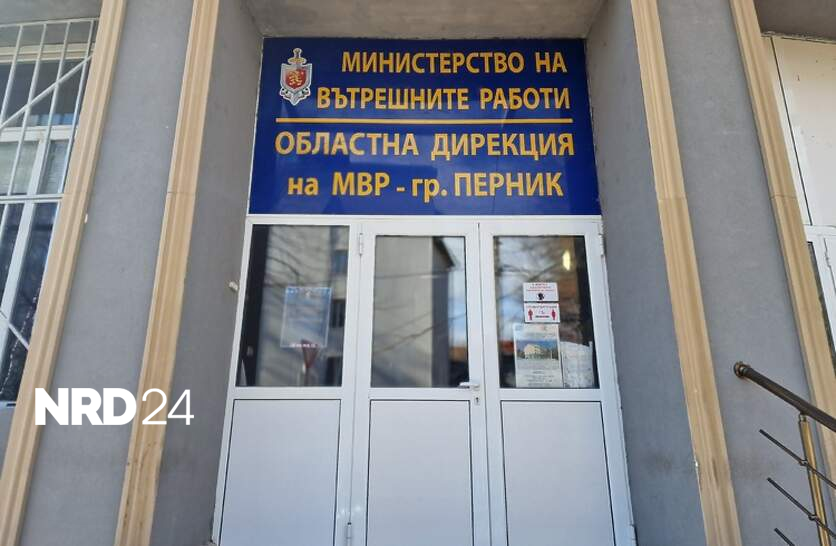 МИНИСТЕРСТВО НА
ВЪТРЕШНИТЕ РАБОТИ
ОБЛАСТНА ДИРЕКЦИЯ
на МВР - гр. ПЕРНИК
NRD24